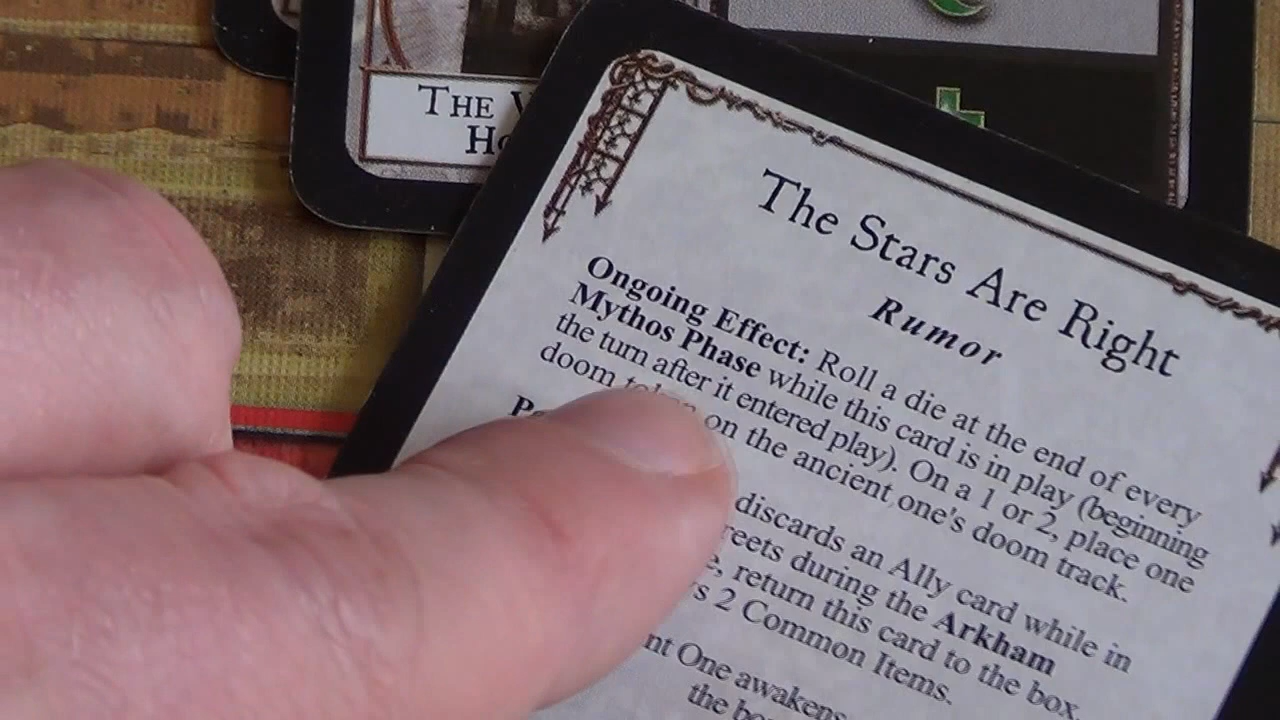 THE
The Stars Are Right
Rumor
Ongoing Effect: Roll a die at the end of every
Mythos Phase while this card is in play (beginning
the turn after it entered play). On a 1 or 2, place one
doom token on the ancient one's doom track.
discards an Ally card while in
during the Arkham
return this card to the box
2 Common Items.
One awakens
the